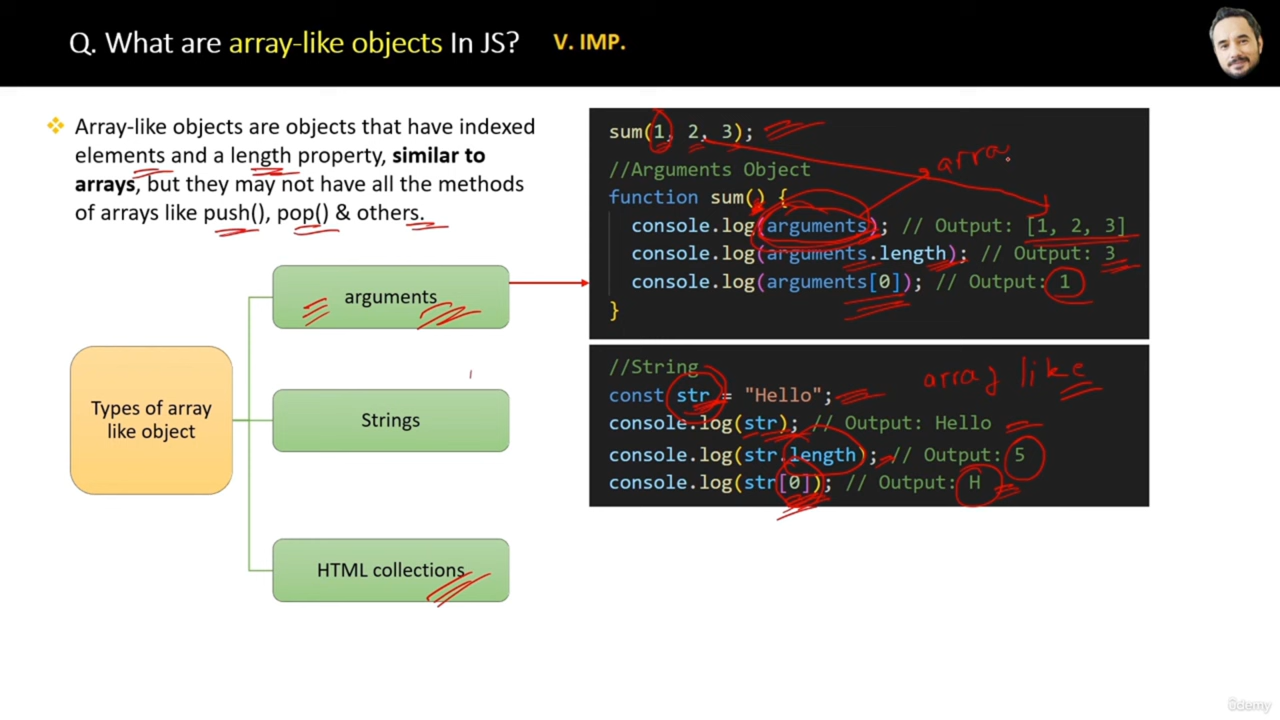 Q. What are array-like objects In JS? V. IMP.
❖ Array-like objects are objects that have indexed
elements and a length property, similar to
arrays, but they may not have all the methods
of arrays like push(), pop() & others.
Types of array
like object
arguments
Strings
HTML collections
sum(1, 2, 3);
//Arguments Object
function sum() {
console.log(arguments); // Output: [1, 2, 3]
console.log(arguments.length); // Output: 3
console.log(arguments[0]); // Output: 1
}
arra
//String
const str = "Hello";
console.log(str); // Output: Hello
console.log(str.length); // Output: 5
console.log(str[0]); // Output: H
array like
ûdemy